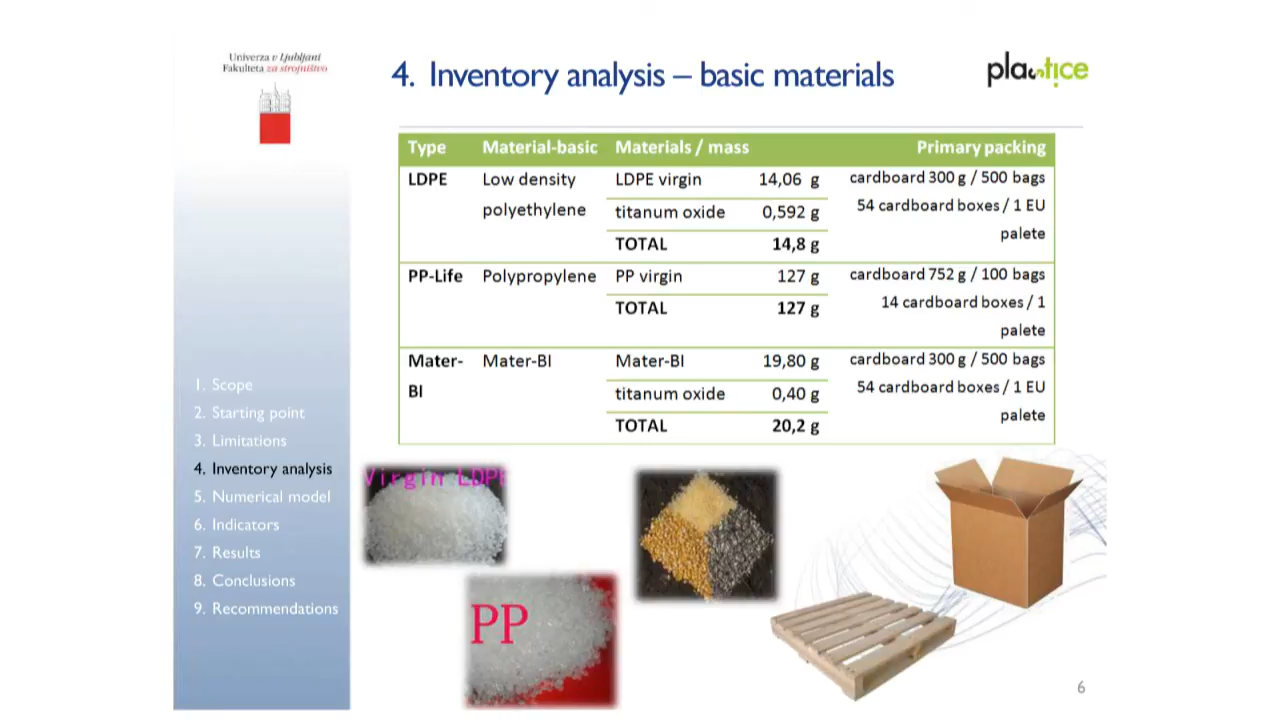 Univerza v Ljubljani
Fakulteta za strojništvo
4. Inventory analysis – basic materials
plastice
Type Material-basic Materials / mass Primary packing
LDPE Low density polyethylene LDPE virgin 14,06 g cardboard 300 g / 500 bags
titanum oxide 0,592 g 54 cardboard boxes / 1 EU palete
TOTAL 14,8 g
PP-Life Polypropylene PP virgin 127 g cardboard 752 g / 100 bags
TOTAL 127 g 14 cardboard boxes / 1 palete
Mater-BI Mater-BI Mater-BI 19,80 g cardboard 300 g / 500 bags
titanum oxide 0,40 g 54 cardboard boxes / 1 EU palete
TOTAL 20,2 g
1. Scope
2. Starting point
3. Limitations
4. Inventory analysis
5. Numerical model
6. Indicators
7. Results
8. Conclusions
9. Recommendations
Virgin LDPE
PP
6